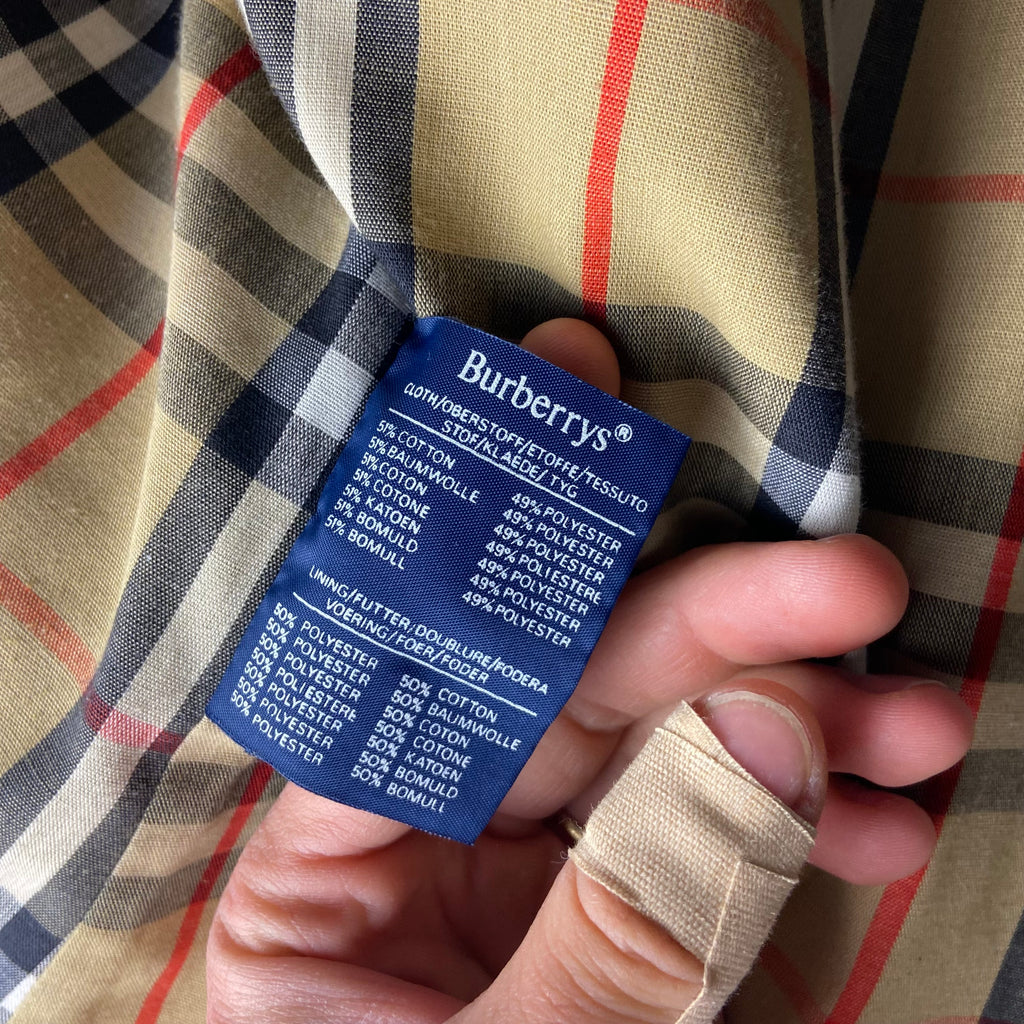 Burberrys®
CLOTH/OBERSTOFF/ETOFFE/TESSUTO
STOF/KLAEDE/TYG
51% COTTON 49% POLYESTER
51% BAUMWOLLE 49% POLYESTER
51% COTON 49% POLYESTER
51% COTONE 49% POLIESTERE
51% KATOEN 49% POLYESTER
51% BOMULD 49% POLYESTER
51% BOMULL 49% POLYESTER
LINING/FUTTER/DOUBLURE/FODERA
VOERING/FOER/FODER
50% POLYESTER 50% COTTON
50% POLYESTER 50% BAUMWOLLE
50% POLYESTER 50% COTON
50% POLIESTERE 50% COTONE
50% POLYESTER 50% KATOEN
50% POLYESTER 50% BOMULD
50% POLYESTER 50% BOMULL